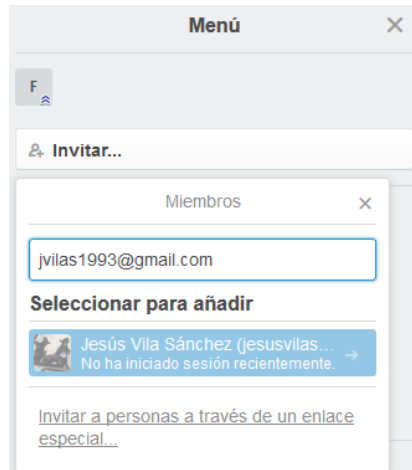 Menú
F
Invitar...
Miembros
jvilas1993@gmail.com
Seleccionar para añadir
Jesús Vila Sánchez (jesusvilas...
No ha iniciado sesión recientemente.
Invitar a personas a través de un enlace
especial...